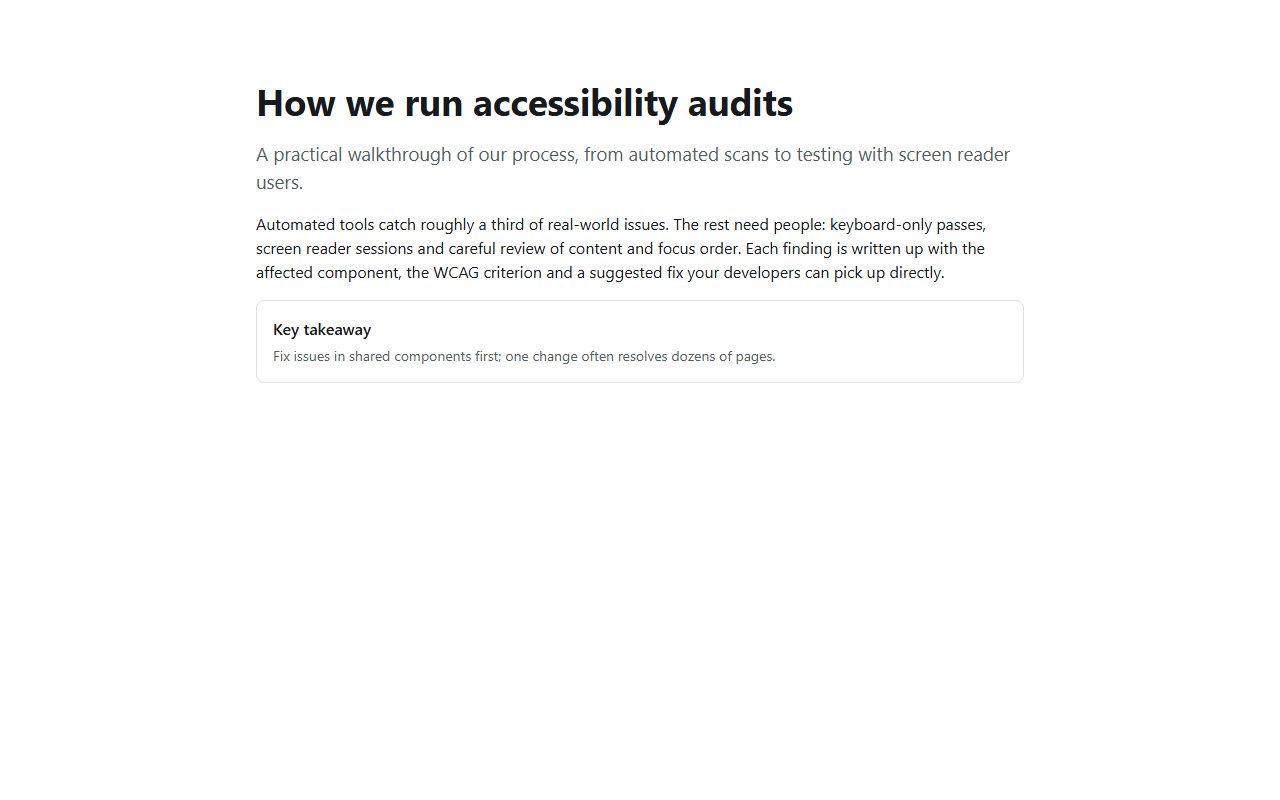 How we run accessibility audits
A practical walkthrough of our process, from automated scans to testing with screen reader
users.
Automated tools catch roughly a third of real-world issues. The rest need people: keyboard-only passes,
screen reader sessions and careful review of content and focus order. Each finding is written up with the
affected component, the WCAG criterion and a suggested fix your developers can pick up directly.
Key takeaway
Fix issues in shared components first; one change often resolves dozens of pages.